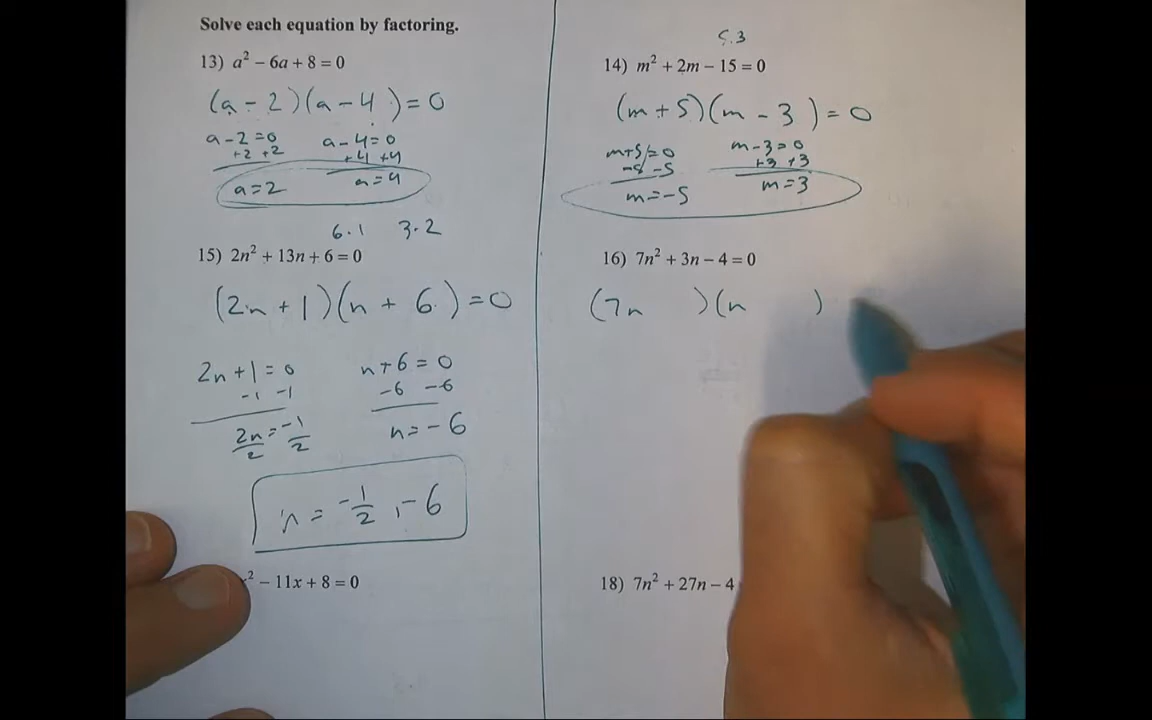 Solve each equation by factoring.
13) a² − 6a + 8 = 0
(a − 2)(a − 4) = 0
a − 2 = 0   a − 4 = 0
+2 +2   +4 +4
a = 2   a = 4
6·1   3·2
15) 2n² + 13n + 6 = 0
(2n + 1)(n + 6) = 0
2n + 1 = 0   n + 6 = 0
−1 −1   −6 −6
2n/2 = −1/2   n = −6
n = −1/2, −6
² − 11x + 8 = 0
5·3
14) m² + 2m − 15 = 0
(m + 5)(m − 3) = 0
m + 5 = 0   m − 3 = 0
−5 −5   +3 +3
m = −5   m = 3
16) 7n² + 3n − 4 = 0
(7n   )(n   )
18) 7n² + 27n − 4